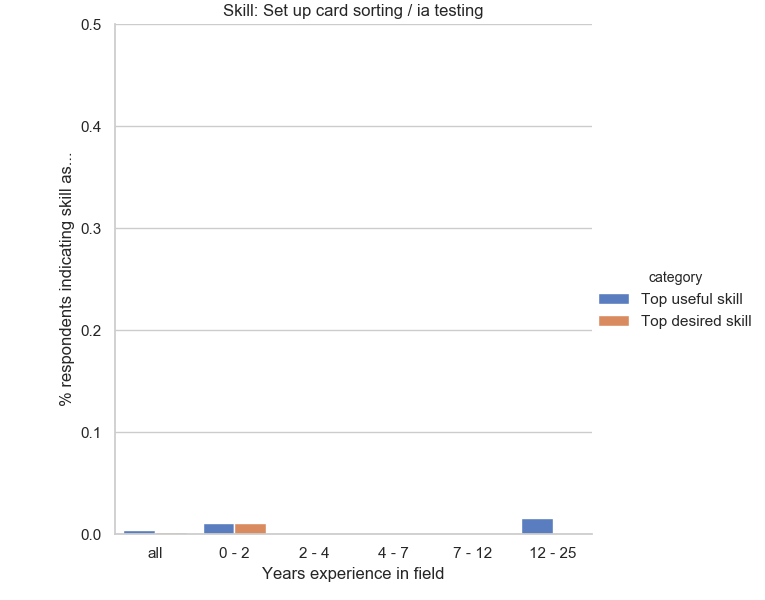 Skill: Set up card sorting / ia testing
0.5
0.4
0.3
0.2
0.1
0.0
% respondents indicating skill as...
all
0 - 2
2 - 4
4 - 7
7 - 12
12 - 25
Years experience in field
category
Top useful skill
Top desired skill